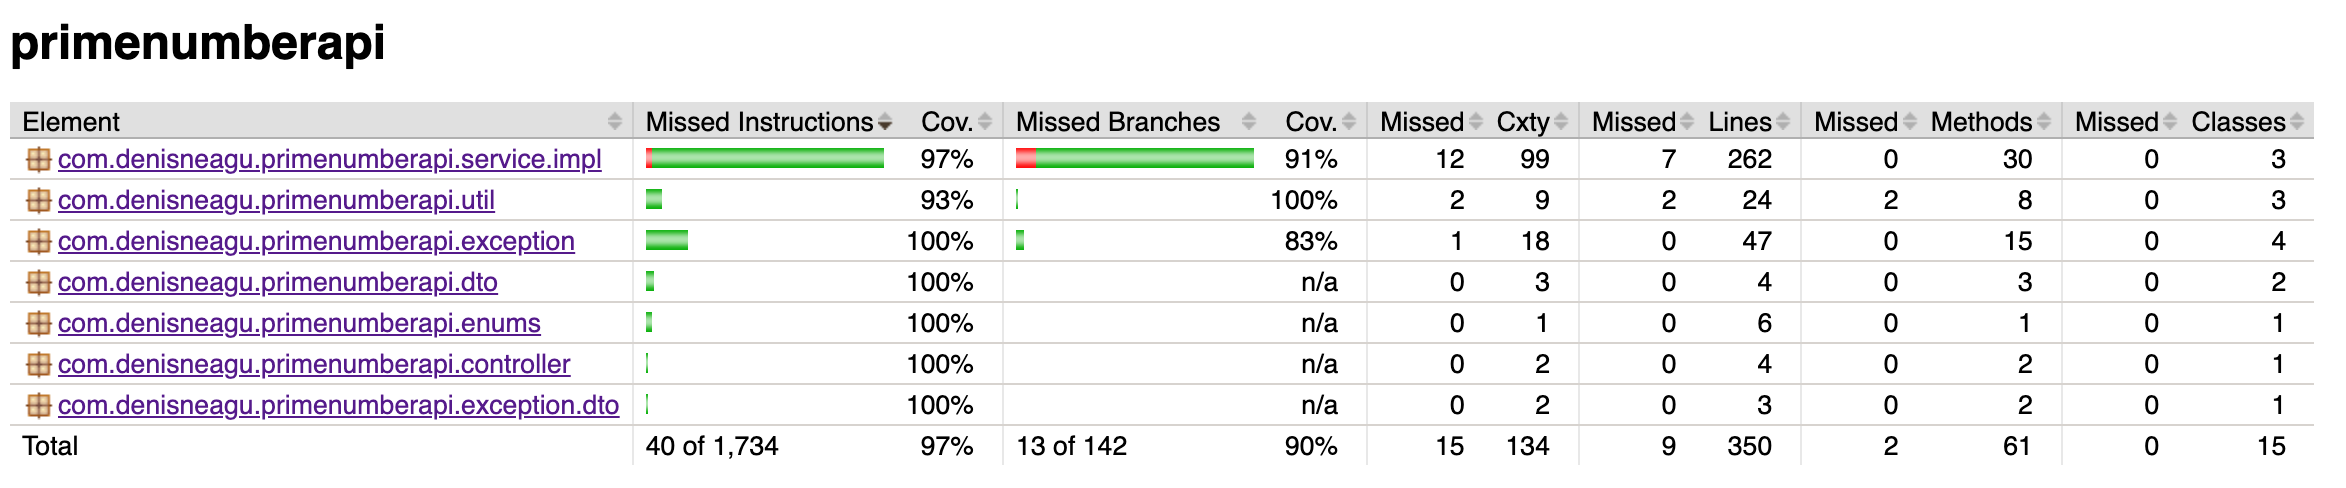 primenumberapi
Element Missed Instructions Cov. Missed Branches Cov. Missed Cxty Missed Lines Missed Methods Missed Classes
com.denisneagu.primenumberapi.service.impl 97% 91% 12 99 7 262 0 30 0 3
com.denisneagu.primenumberapi.util 93% 100% 2 9 2 24 2 8 0 3
com.denisneagu.primenumberapi.exception 100% 83% 1 18 0 47 0 15 0 4
com.denisneagu.primenumberapi.dto 100% n/a 0 3 0 4 0 3 0 2
com.denisneagu.primenumberapi.enums 100% n/a 0 1 0 6 0 1 0 1
com.denisneagu.primenumberapi.controller 100% n/a 0 2 0 4 0 2 0 1
com.denisneagu.primenumberapi.exception.dto 100% n/a 0 2 0 3 0 2 0 1
Total 40 of 1,734 97% 13 of 142 90% 15 134 9 350 2 61 0 15